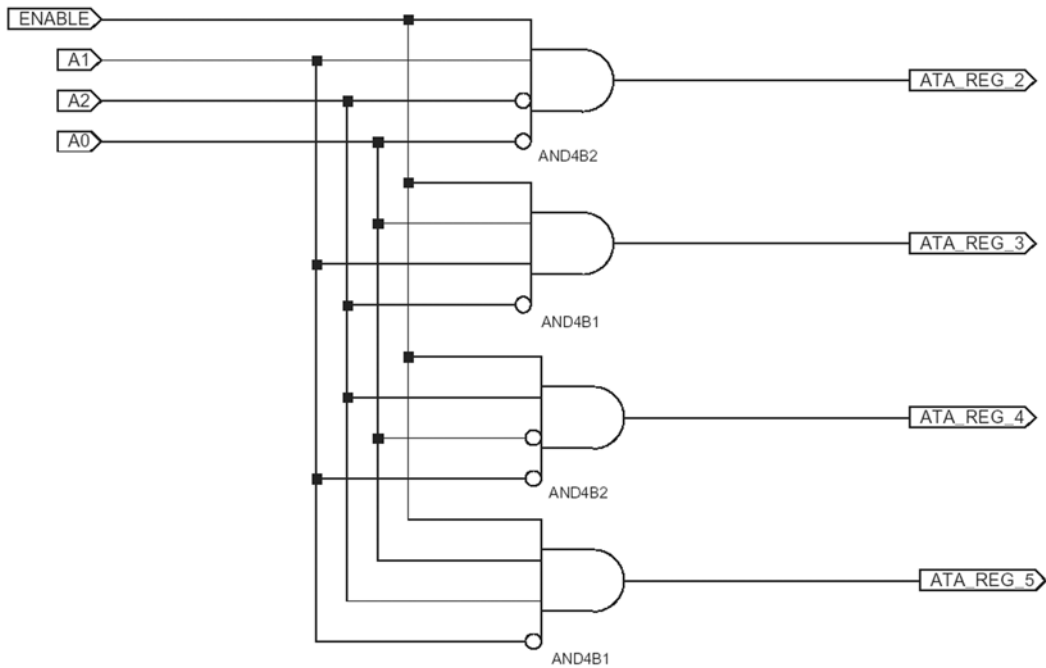 ENABLE
A1
A2
A0
ATA_REG_2
AND4B2
ATA_REG_3
AND4B1
ATA_REG_4
AND4B2
ATA_REG_5
AND4B1